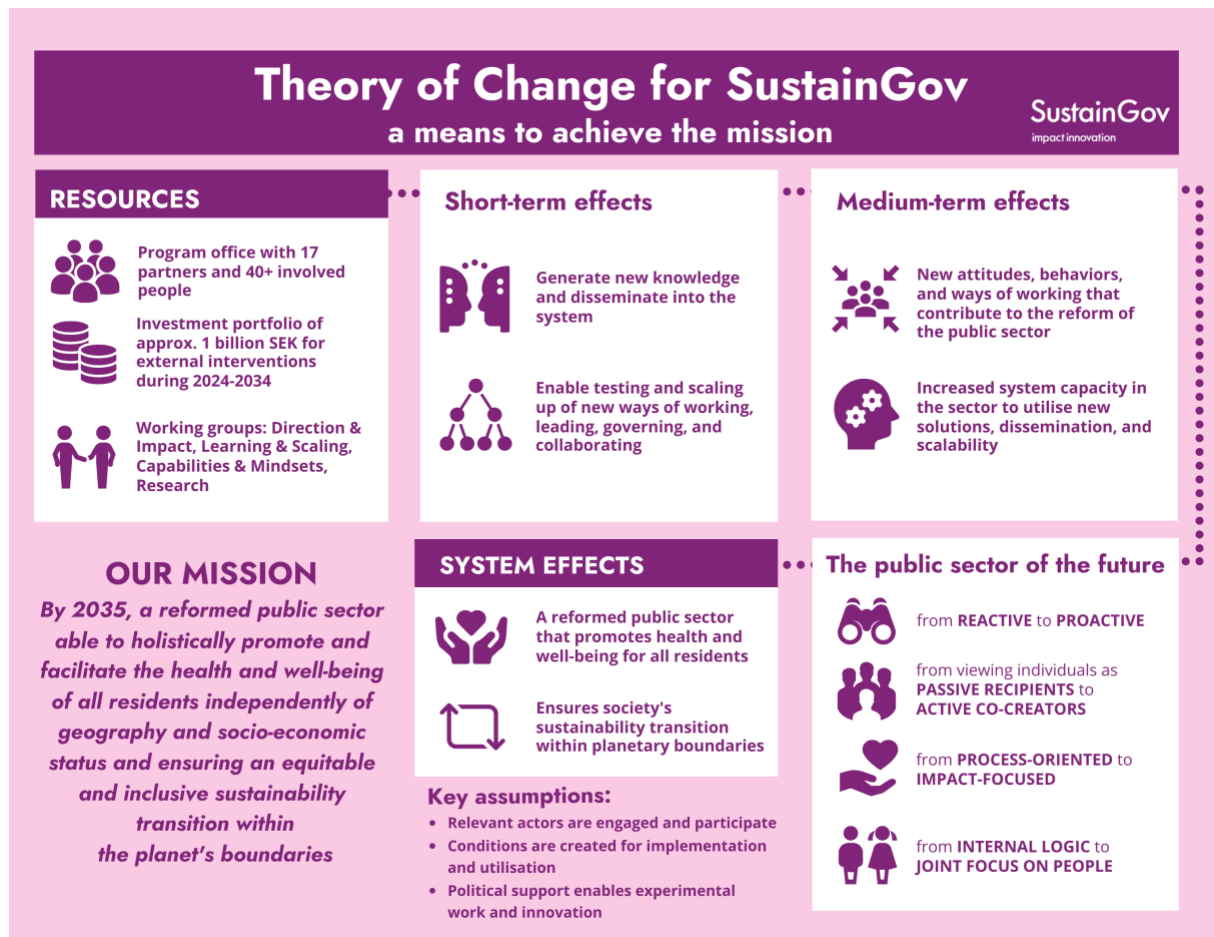 Theory of Change for SustainGov
a means to achieve the mission
SustainGov
impact innovation
RESOURCES
Program office with 17
partners and 40+ involved
people
Investment portfolio of
approx. 1 billion SEK for
external interventions
during 2024-2034
Working groups: Direction &
Impact, Learning & Scaling,
Capabilities & Mindsets,
Research
Short-term effects
Generate new knowledge
and disseminate into the
system
Enable testing and scaling
up of new ways of working,
leading, governing, and
collaborating
Medium-term effects
New attitudes, behaviors,
and ways of working that
contribute to the reform of
the public sector
Increased system capacity in
the sector to utilise new
solutions, dissemination, and
scalability
The public sector of the future
from REACTIVE to PROACTIVE
from viewing individuals as
PASSIVE RECIPIENTS to
ACTIVE CO-CREATORS
from PROCESS-ORIENTED to
IMPACT-FOCUSED
from INTERNAL LOGIC to
JOINT FOCUS ON PEOPLE
SYSTEM EFFECTS
A reformed public sector
that promotes health and
well-being for all residents
Ensures society's
sustainability transition
within planetary boundaries
Key assumptions:
• Relevant actors are engaged and participate
• Conditions are created for implementation
and utilisation
• Political support enables experimental
work and innovation
OUR MISSION
By 2035, a reformed public sector
able to holistically promote and
facilitate the health and well-being
of all residents independently of
geography and socio-economic
status and ensuring an equitable
and inclusive sustainability
transition within
the planet's boundaries